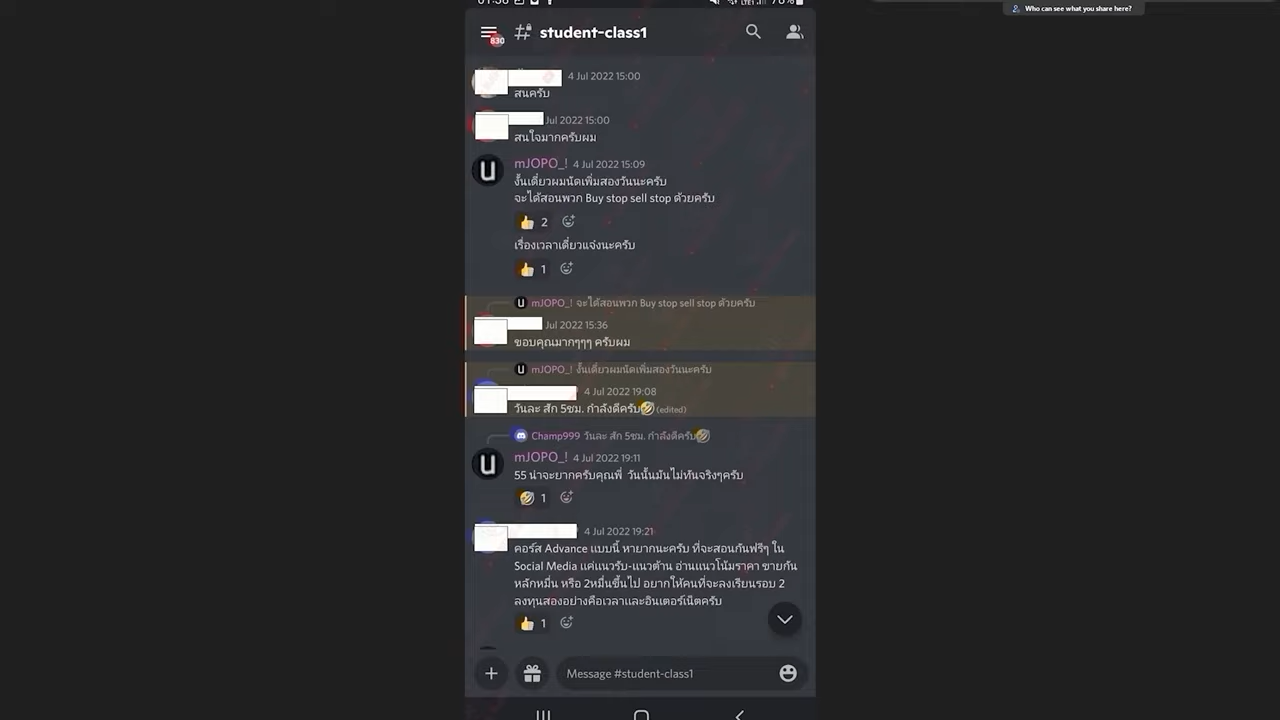 01:38
78%
Who can see what you share here?
830
student-class1
4 Jul 2022 15:00
สนครับ
Jul 2022 15:00
สนใจมากครับผม
mJOPO_! 4 Jul 2022 15:09
งั้นเดี๋ยวผมนัดเพิ่มสองวันนะครับ
จะได้สอนพวก Buy stop sell stop ด้วยครับ
2
เรื่องเวลาเดี่ยวแจ่งนะครับ
1
mJOPO_! จะได้สอนพวก Buy stop sell stop ด้วยครับ
Jul 2022 15:36
ขอบคุณมากๆๆๆ ครับผม
mJOPO_! งั้นเดี๋ยวผมนัดเพิ่มสองวันนะครับ
4 Jul 2022 19:08
วันละ สัก 5ชม. กำลังดีครับ🤣 (edited)
Champ999 วันละ สัก 5ชม. กำลังดีครับ🤣
mJOPO_! 4 Jul 2022 19:11
55 น่าจะยากครับคุณพี่ วันนั้นมันไม่ทันจริงๆครับ
1
4 Jul 2022 19:21
คอร์ส Advance แบบนี้ หายากนะครับ ที่จะสอนกันฟรีๆ ใน
Social Media แค่แนวรับ-แนวต้าน อ่านแนวโน้มราคา ขายกัน
หลักหมื่น หรือ 2หมื่นขึ้นไป อยากให้คนที่จะลงเรียนรอบ 2
ลงทุนสองอย่างคือเวลาและอินเตอร์เน็ตครับ
1
Message #student-class1